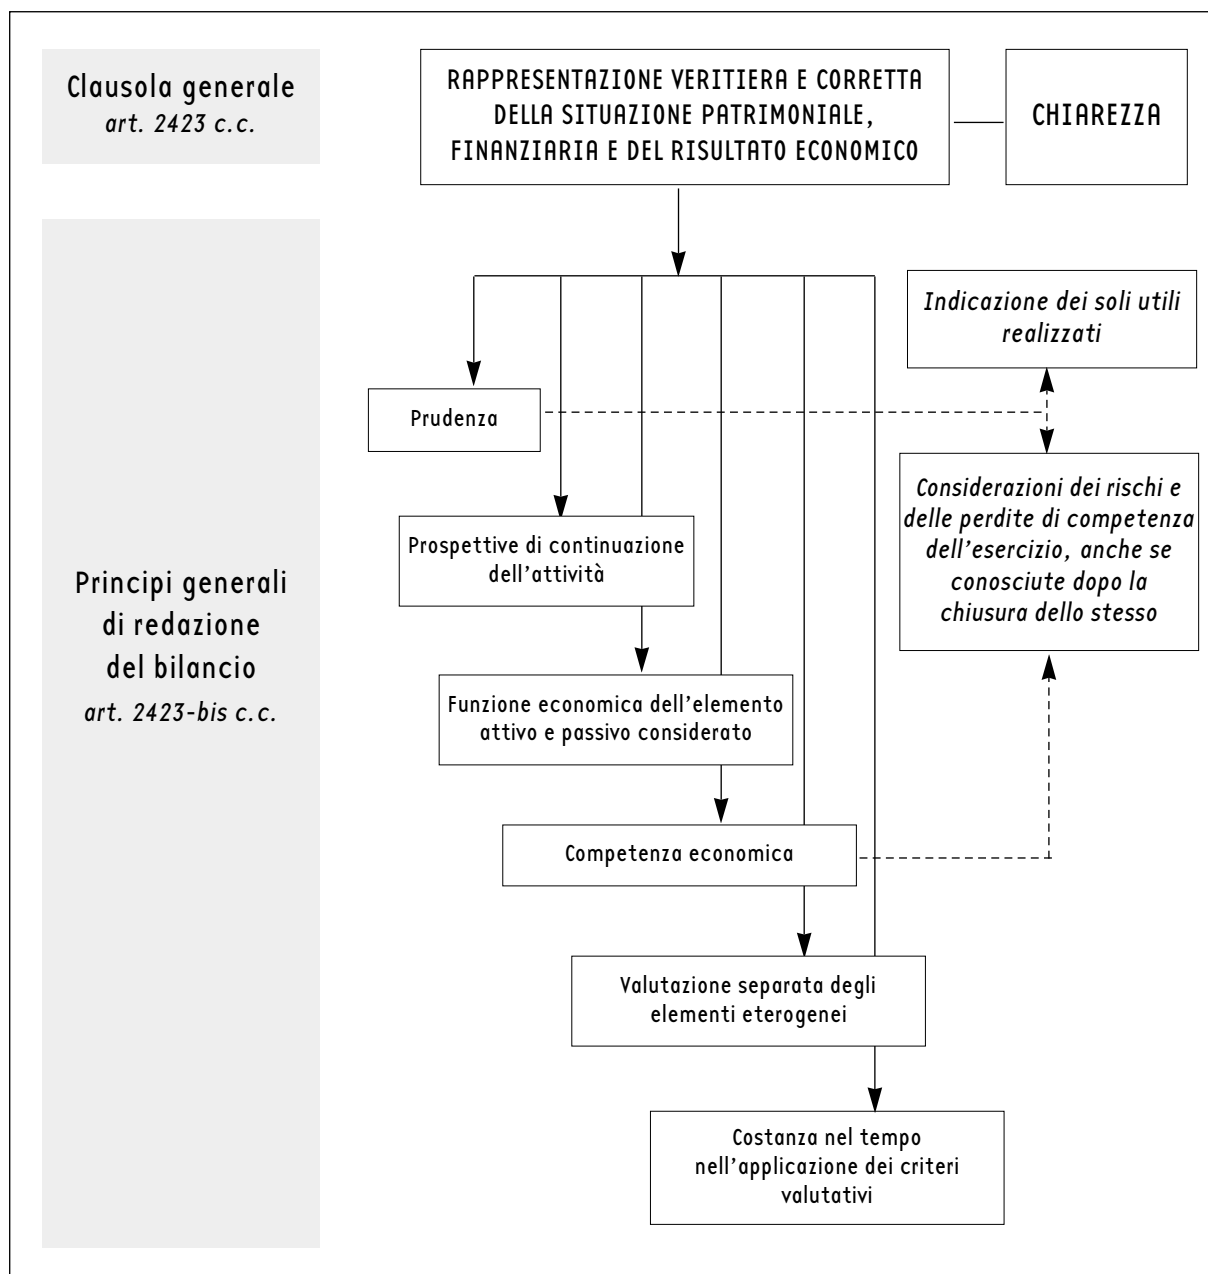 Clausola generale
art. 2423 c.c.
RAPPRESENTAZIONE VERITIERA E CORRETTA
DELLA SITUAZIONE PATRIMONIALE,
FINANZIARIA E DEL RISULTATO ECONOMICO
CHIAREZZA
Principi generali
di redazione
del bilancio
art. 2423-bis c.c.
Indicazione dei soli utili
realizzati
Prudenza
Considerazioni dei rischi e
delle perdite di competenza
dell'esercizio, anche se
conosciute dopo la
chiusura dello stesso
Prospettive di continuazione
dell'attività
Funzione economica dell'elemento
attivo e passivo considerato
Competenza economica
Valutazione separata degli
elementi eterogenei
Costanza nel tempo
nell'applicazione dei criteri
valutativi